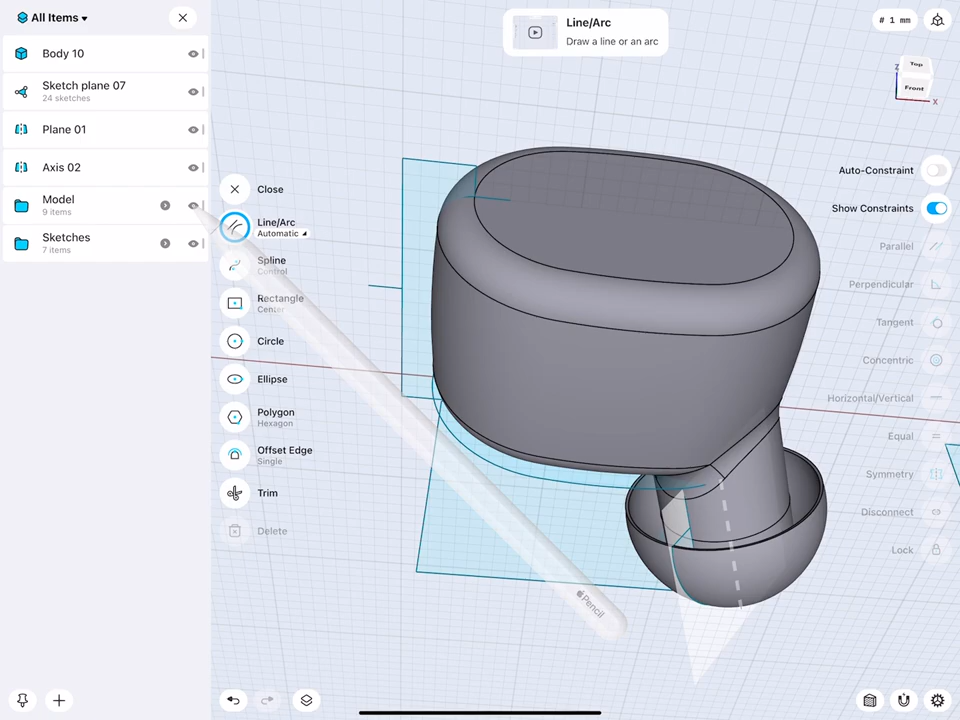 All Items
Body 10
Sketch plane 07
24 sketches
Plane 01
Axis 02
Model
9 items
Sketches
7 items
Close
Line/Arc
Automatic
Spline
Control
Rectangle
Center
Circle
Ellipse
Polygon
Hexagon
Offset Edge
Single
Trim
Delete
Line/Arc
Draw a line or an arc
# 1 mm
Top
Front
Z
X
Auto-Constraint
Show Constraints
Parallel
Perpendicular
Tangent
Concentric
Horizontal/Vertical
Equal
Symmetry
Disconnect
Lock
Pencil